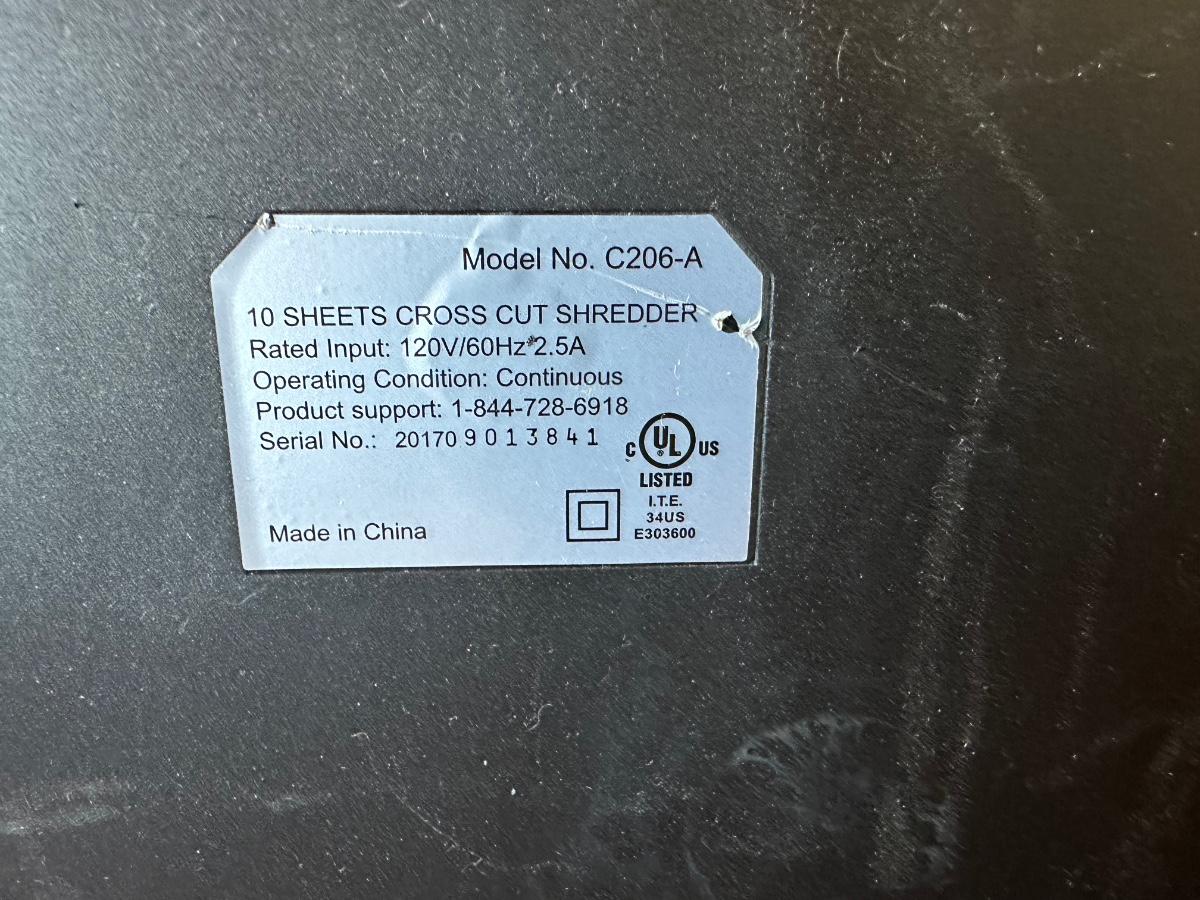 Model No. C206-A
10 SHEETS CROSS CUT SHREDDER
Rated Input: 120V/60Hz 2.5A
Operating Condition: Continuous
Product support: 1-844-728-6918
Serial No.: 201709013841
C UL US
®
LISTED
I.T.E.
34US
E303600
Made in China